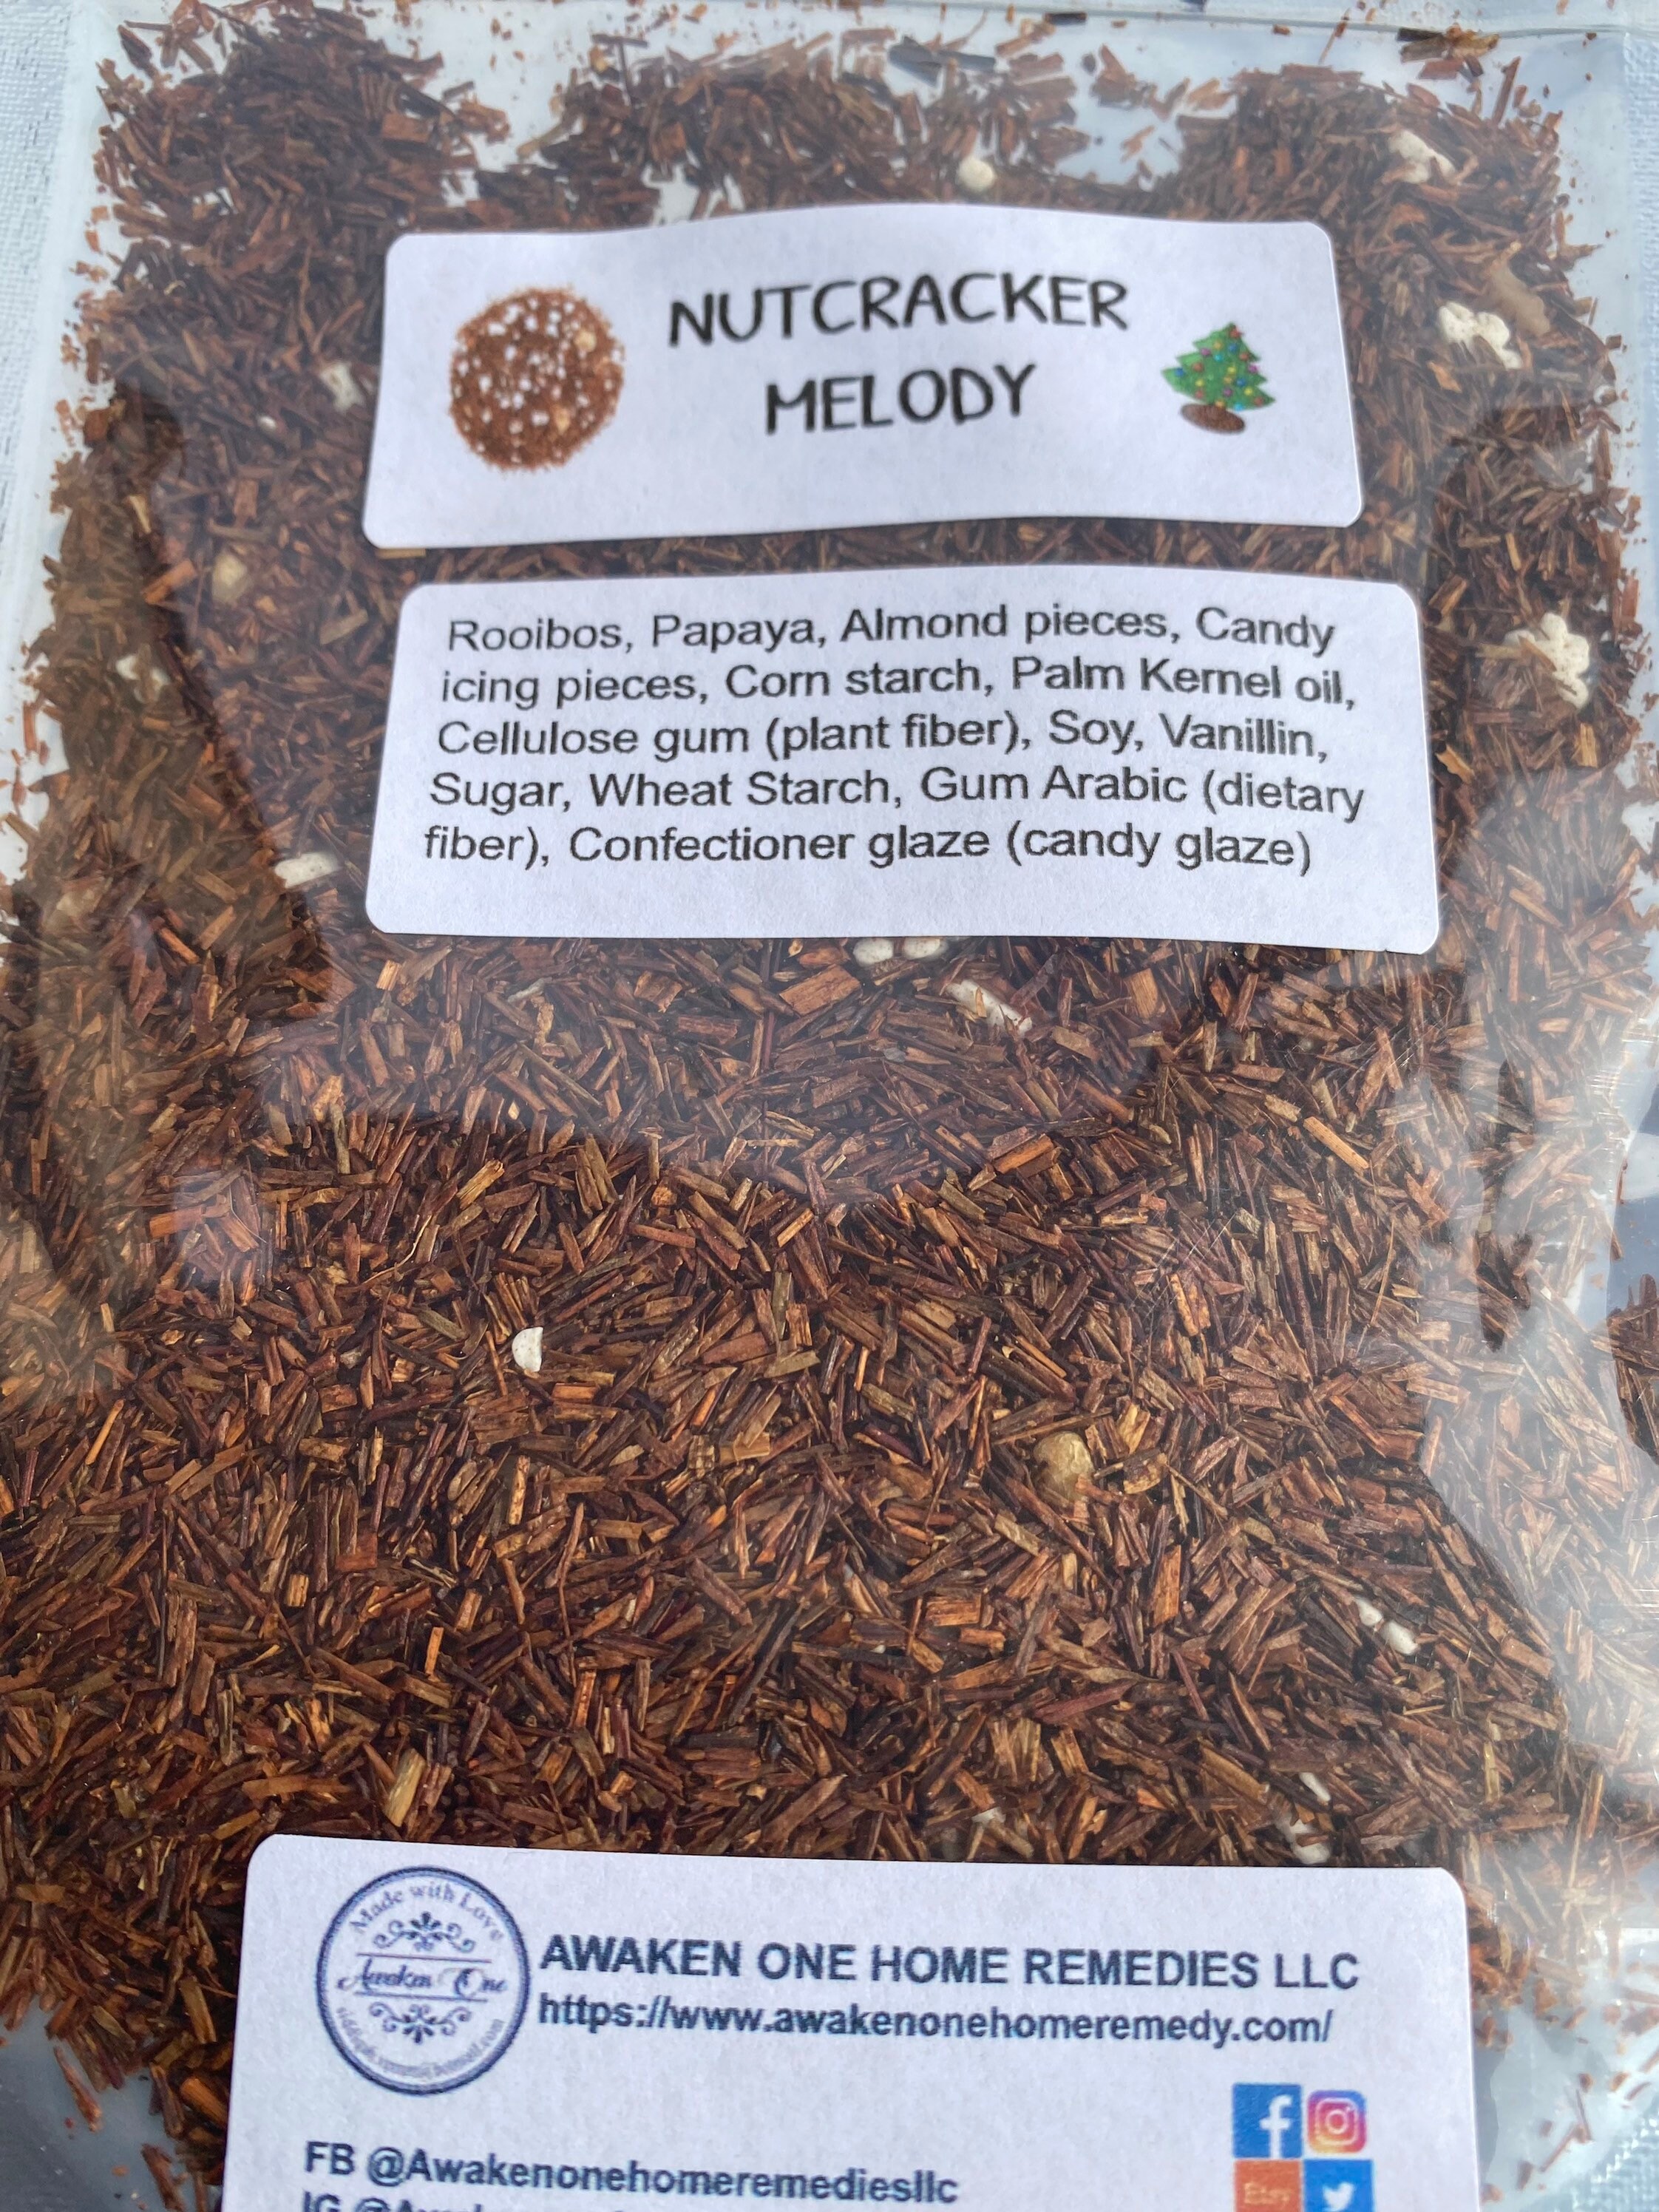 NUTCRACKER
MELODY
Rooibos, Papaya, Almond pieces, Candy
icing pieces, Corn starch, Palm Kernel oil,
Cellulose gum (plant fiber), Soy, Vanillin,
Sugar, Wheat Starch, Gum Arabic (dietary
fiber), Confectioner glaze (candy glaze)
Made with Love
Awaken One
AWAKEN ONE HOME REMEDIES LLC
https://www.awakenonehomeremedy.com/
FB @Awakenonehomeremediesllc
IG
Etsy